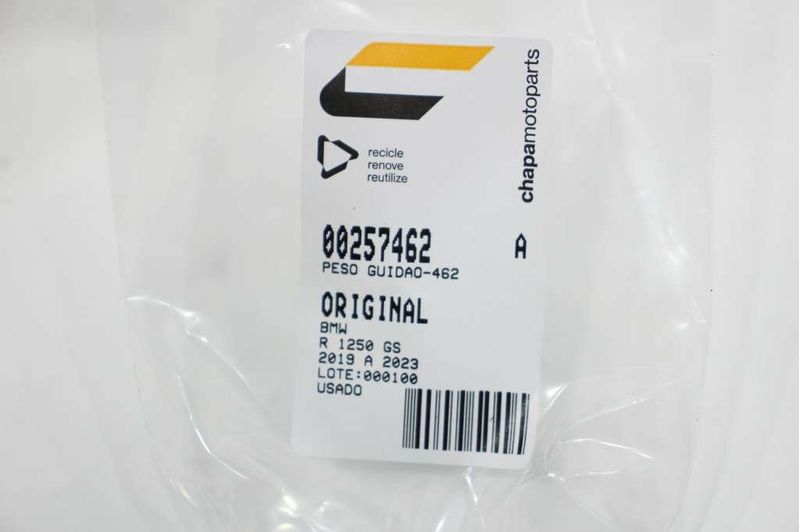 chapamotoparts
recicle
renove
reutilize
00257462 A
PESO GUIDAO-462
ORIGINAL
BMW
R 1250 GS
2019 A 2023
LOTE:000100
USADO